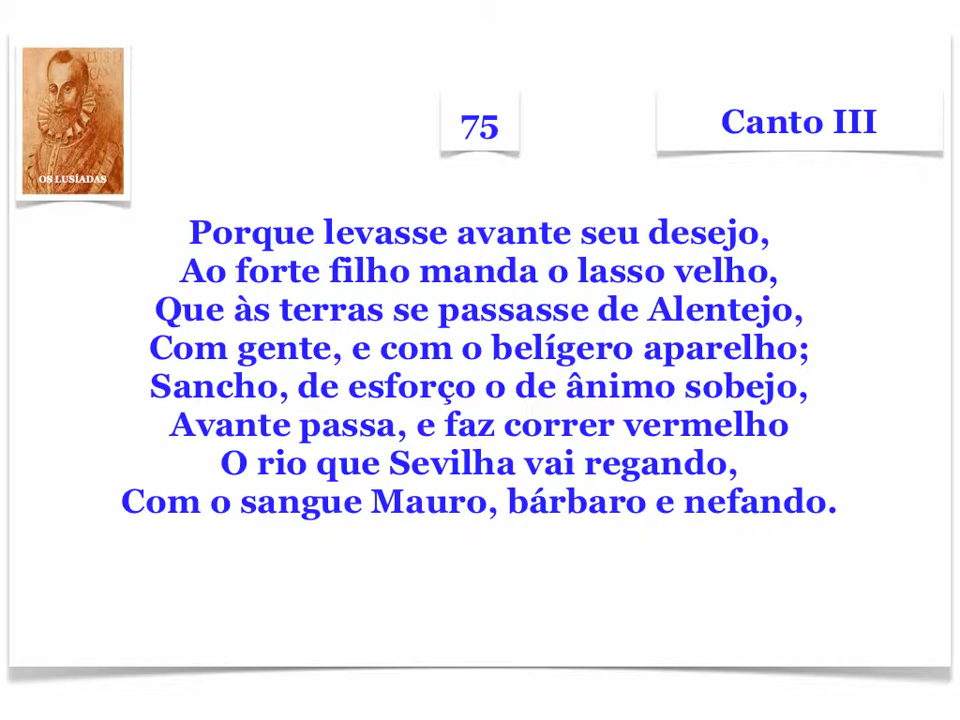 OS LUSÍADAS
75
Canto III
Porque levasse avante seu desejo,
Ao forte filho manda o lasso velho,
Que às terras se passasse de Alentejo,
Com gente, e com o belígero aparelho;
Sancho, de esforço o de ânimo sobejo,
Avante passa, e faz correr vermelho
O rio que Sevilha vai regando,
Com o sangue Mauro, bárbaro e nefando.